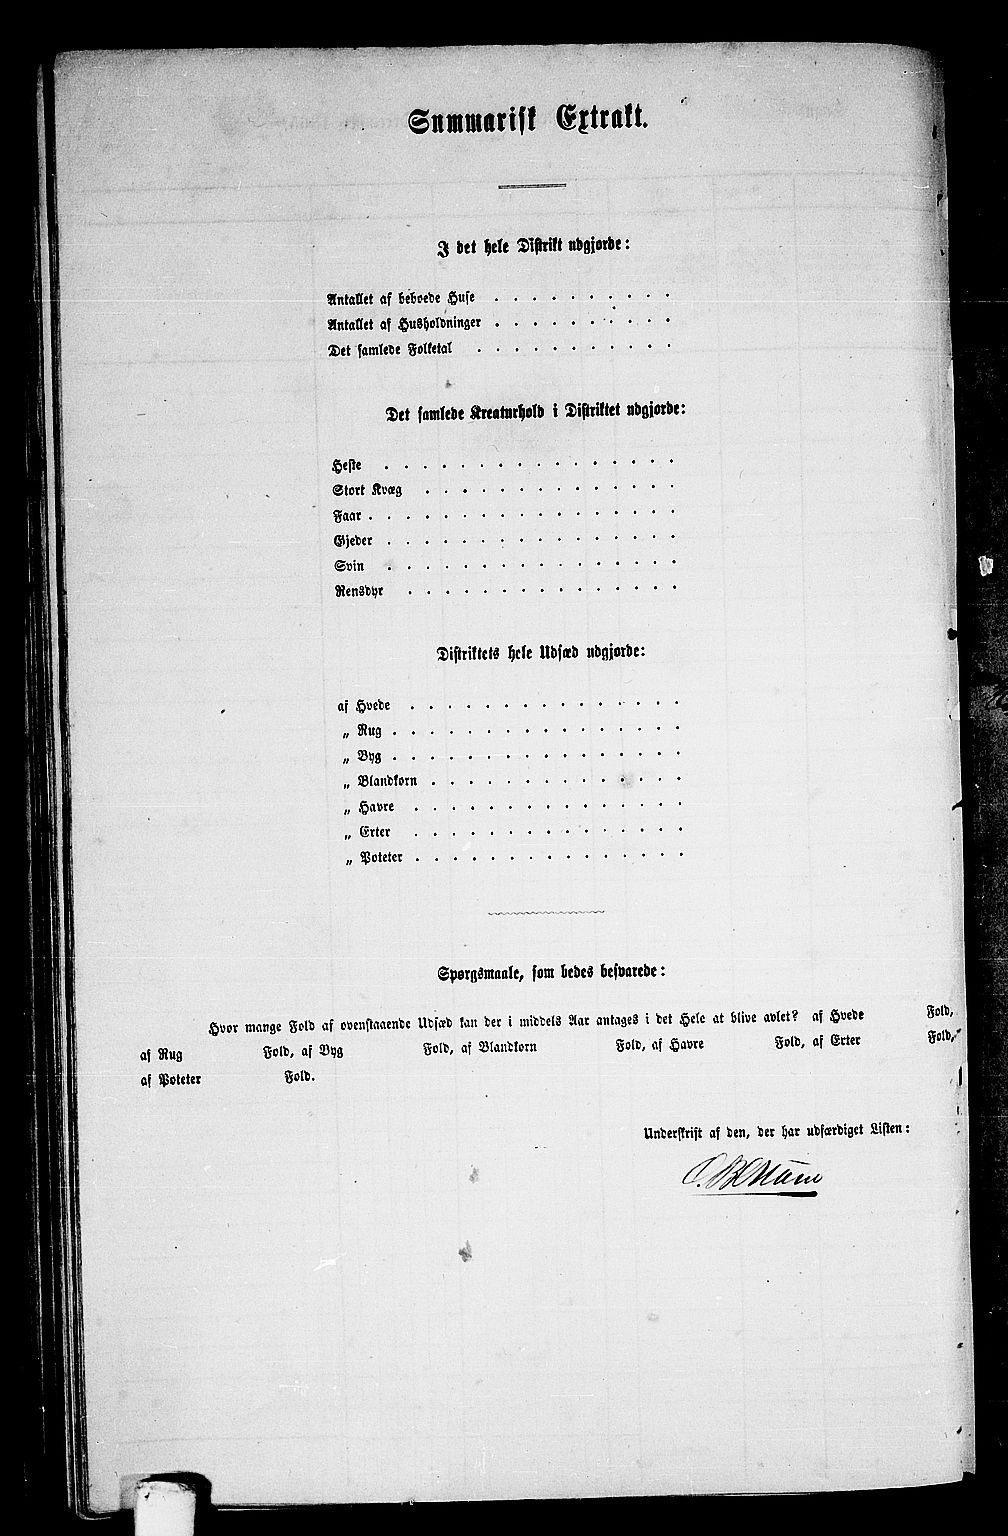 Summarisk Extrakt.
I det hele Distrikt udgjorde:
Antallet af beboede Huse . . . . . . . . . .
Antallet af Husholdninger . . . . . . . . . .
Det samlede Folketal . . . . . . . . . . .
Det samlede Kreaturhold i Distriktet udgjorde:
Heste . . . . . . . . . . . . . . . .
Stort Kvæg . . . . . . . . . . . . . .
Faar . . . . . . . . . . . . . . . . .
Gjeder . . . . . . . . . . . . . . . .
Svin . . . . . . . . . . . . . . . .
Rensdyr . . . . . . . . . . . . . . .
Distriktets hele Udsæd udgjorde:
af Hvede . . . . . . . . . . . . . . .
„ Rug . . . . . . . . . . . . . . . .
„ Byg . . . . . . . . . . . . . . . .
„ Blandkorn . . . . . . . . . . . . . .
„ Havre . . . . . . . . . . . . . . .
„ Erter . . . . . . . . . . . . . . .
„ Poteter . . . . . . . . . . . . . . .
Spørgsmaale, som bedes besvarede:
Hvor mange Fold af ovenstaaende Udsæd kan der i middels Aar antages i det Hele at blive avlet? af Hvede Fold,
af Rug Fold, af Byg Fold, af Blandkorn Fold, af Havre Fold, af Erter Fold,
af Poteter Fold.
Underskrift af den, der har udfærdiget Listen: